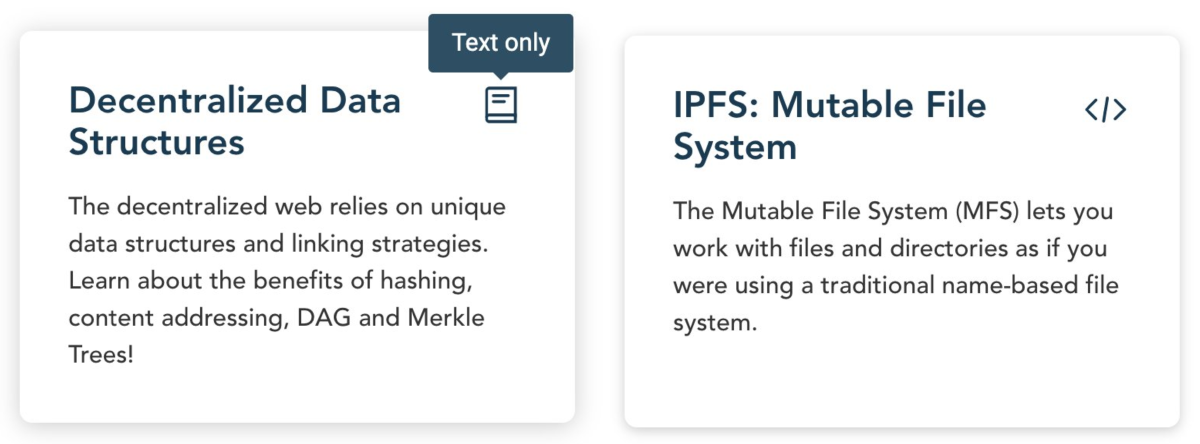 Text only
Decentralized Data
Structures
The decentralized web relies on unique
data structures and linking strategies.
Learn about the benefits of hashing,
content addressing, DAG and Merkle
Trees!
IPFS: Mutable File
System
</>
The Mutable File System (MFS) lets you
work with files and directories as if you
were using a traditional name-based file
system.